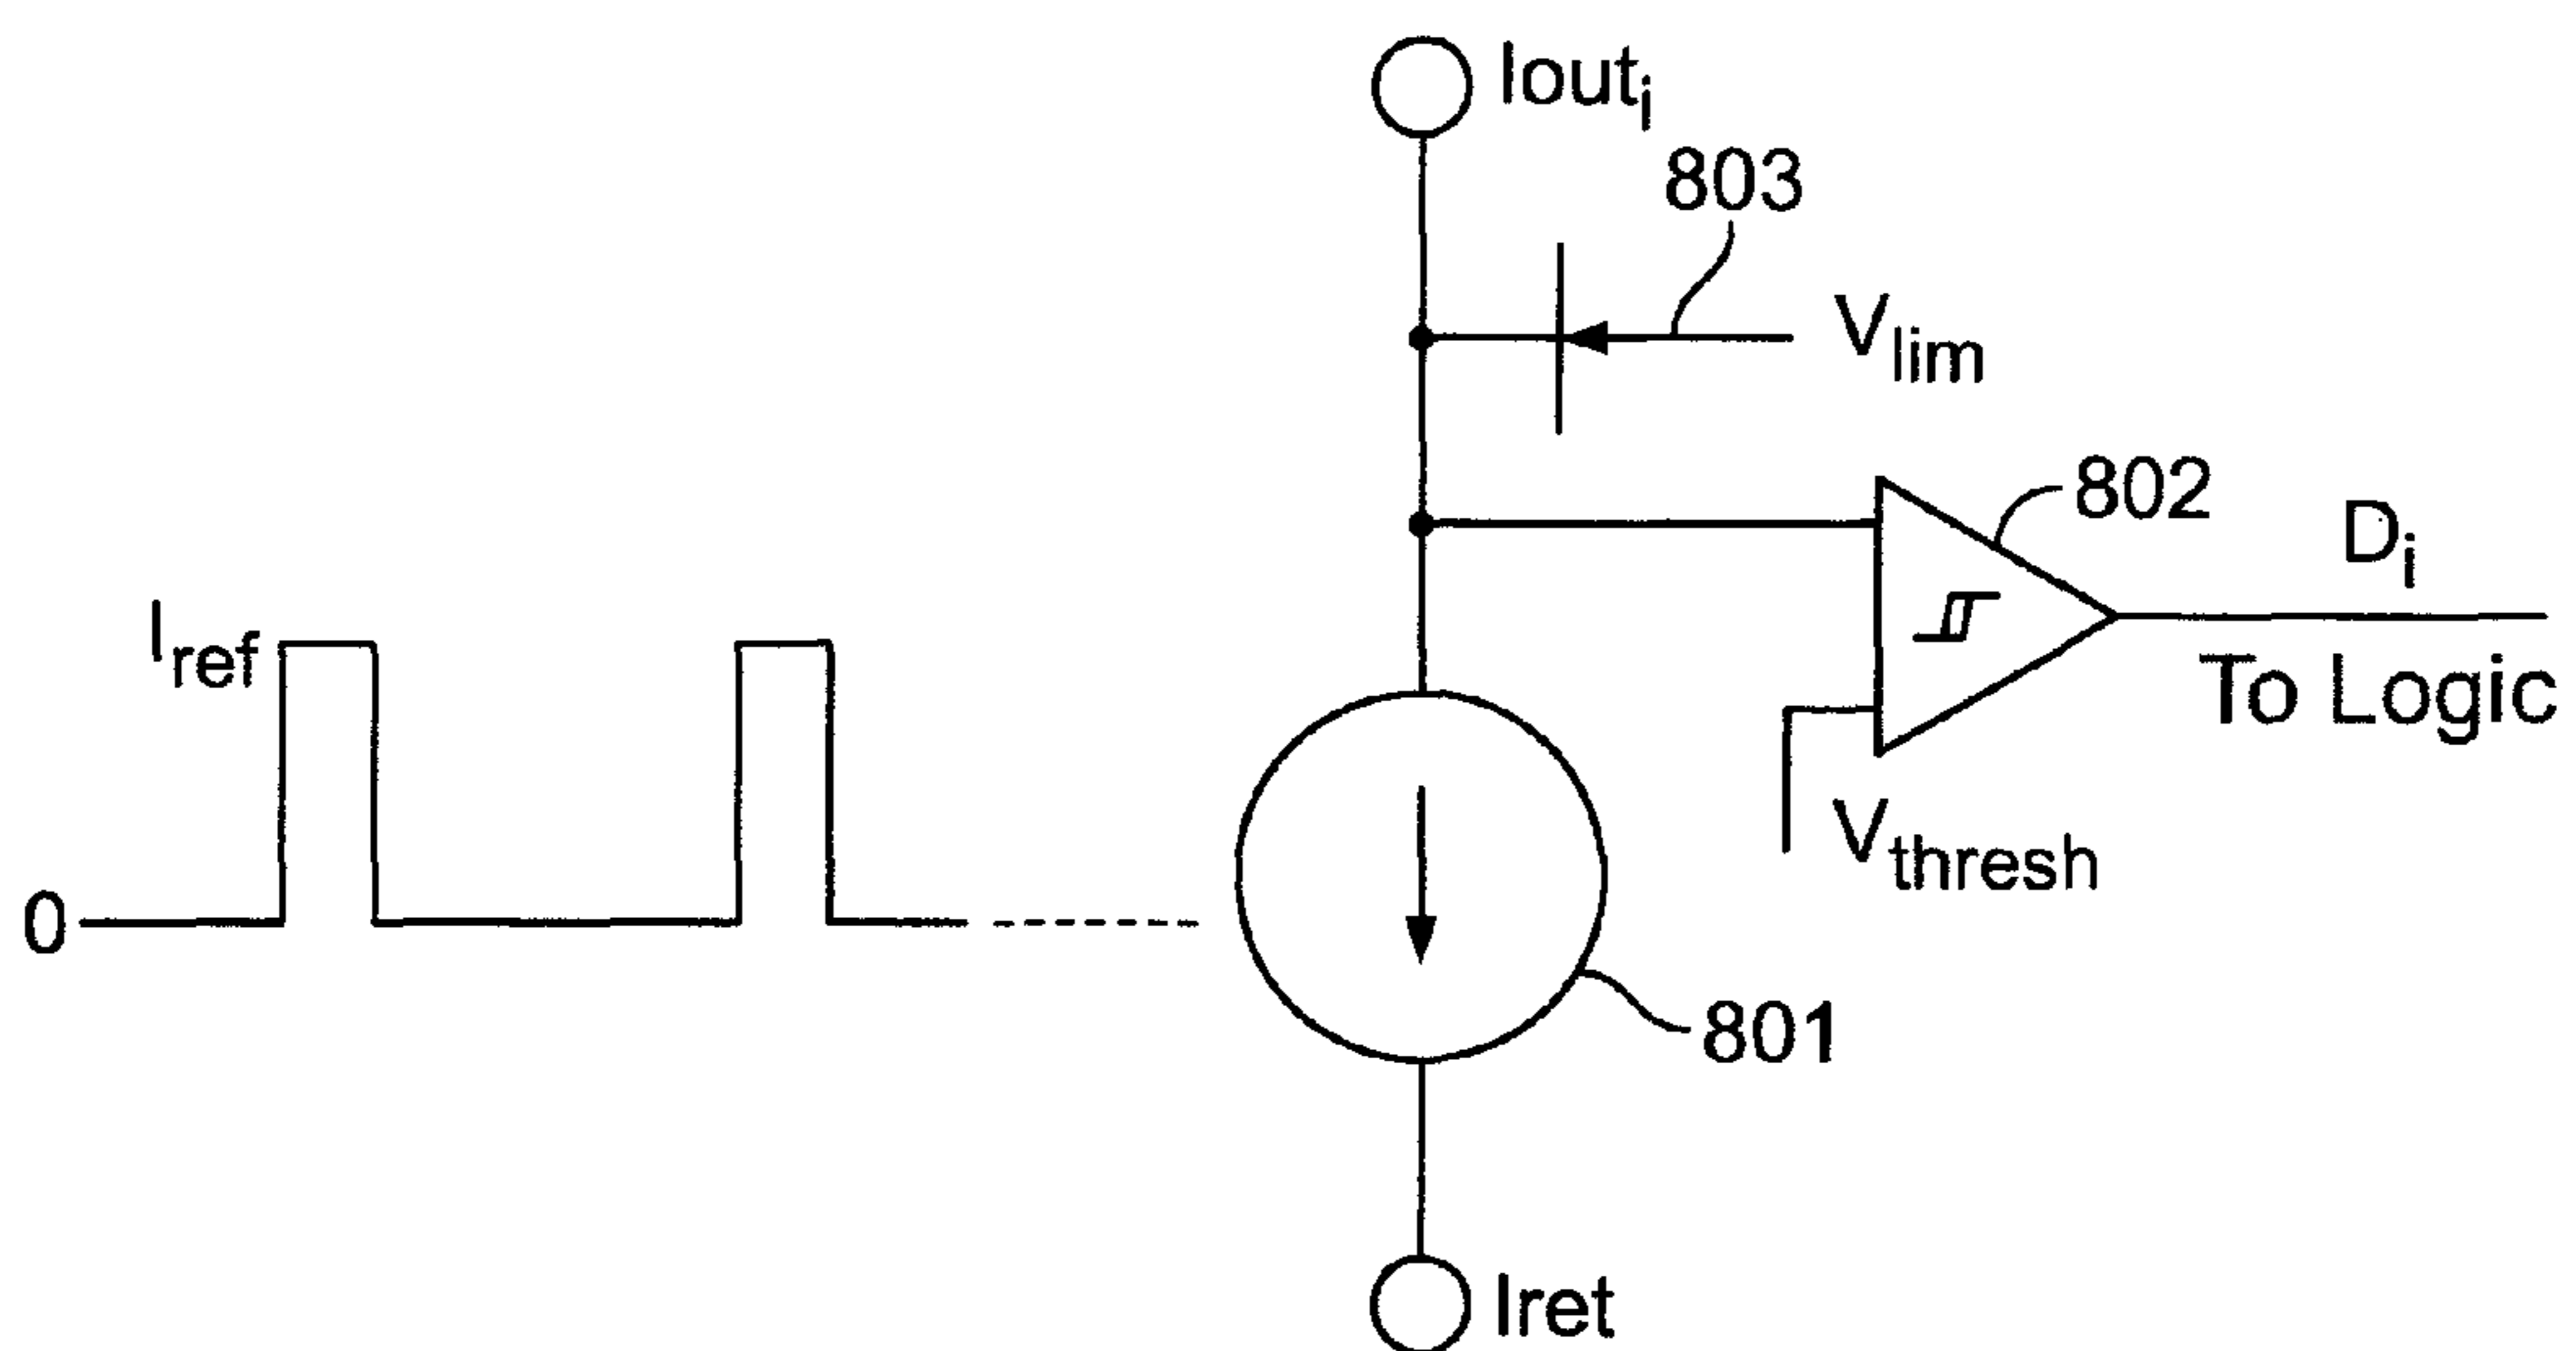 Iout_i
803
V_lim
802
D_i
I_ref
To Logic
V_thresh
0
801
Iret